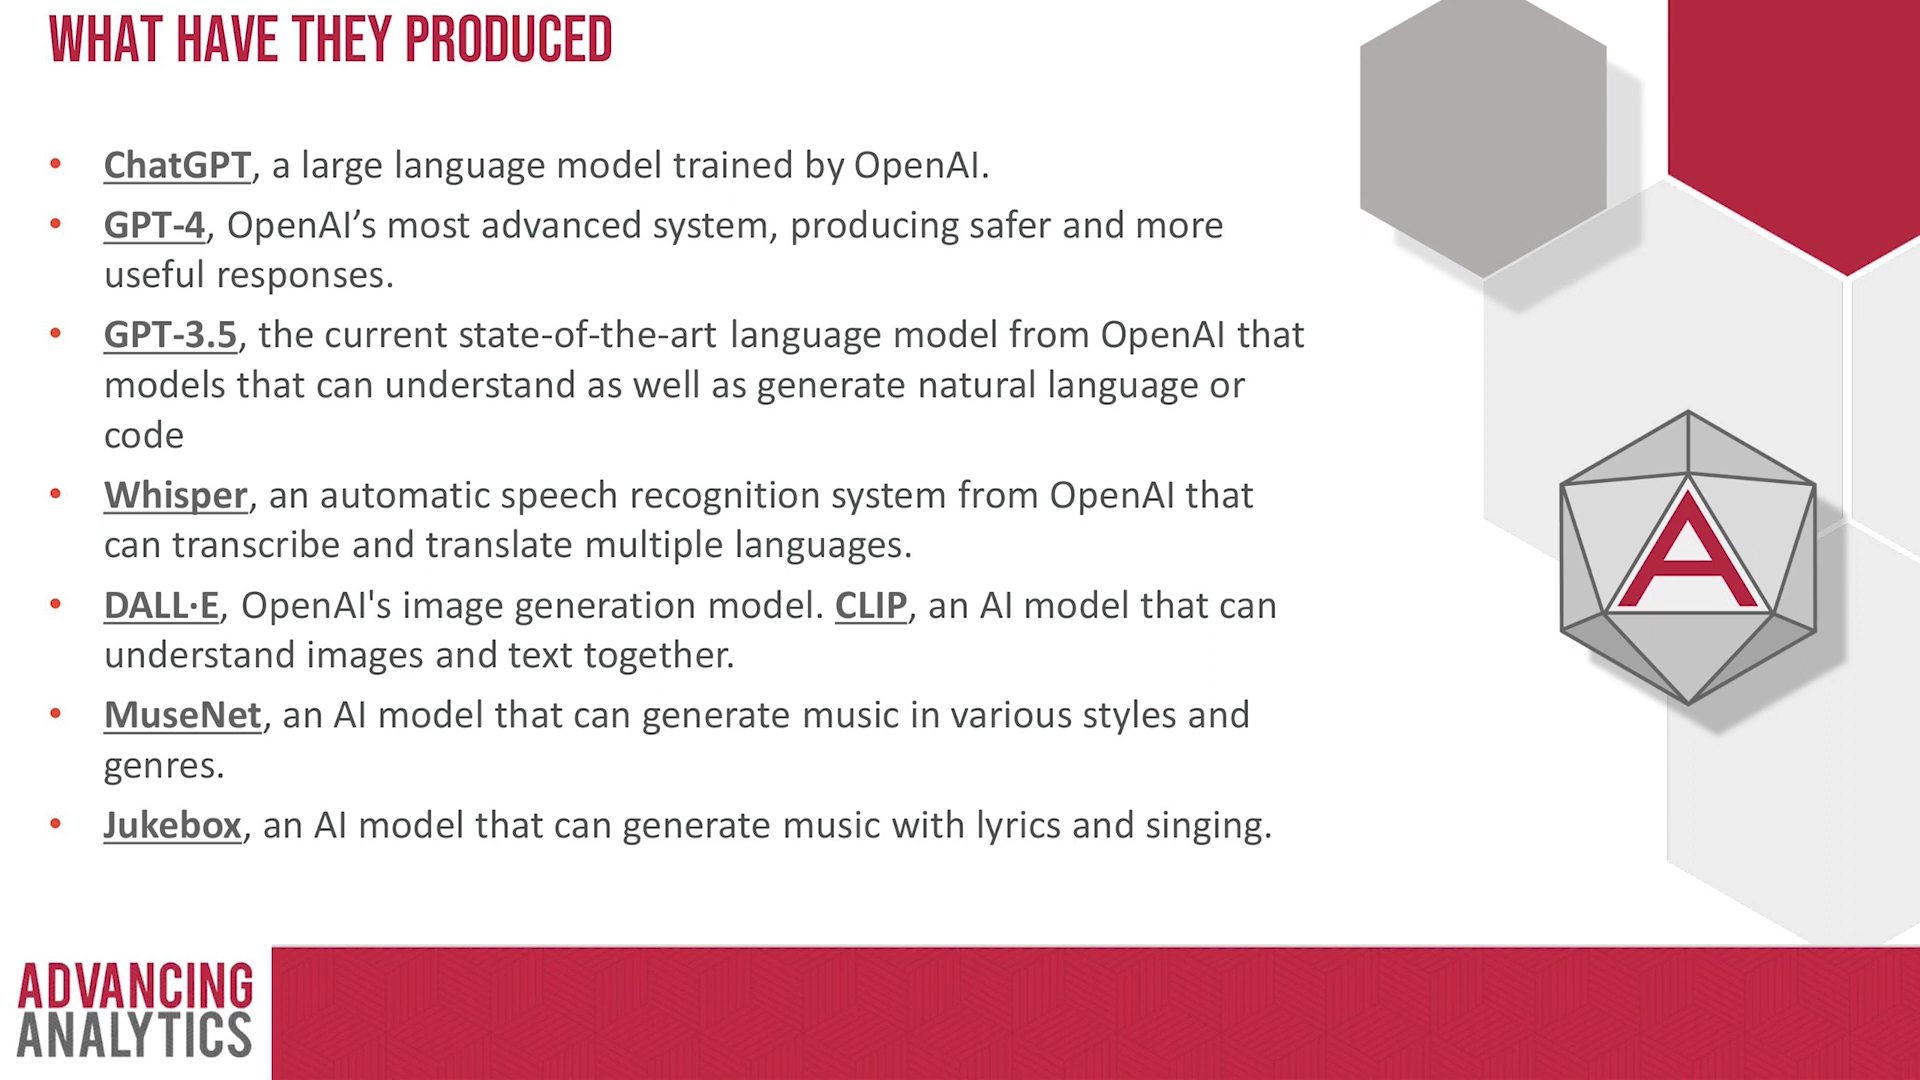 WHAT HAVE THEY PRODUCED
• ChatGPT, a large language model trained by OpenAI.
• GPT-4, OpenAI’s most advanced system, producing safer and more
useful responses.
• GPT-3.5, the current state-of-the-art language model from OpenAI that
models that can understand as well as generate natural language or
code
• Whisper, an automatic speech recognition system from OpenAI that
can transcribe and translate multiple languages.
• DALL·E, OpenAI's image generation model. CLIP, an AI model that can
understand images and text together.
• MuseNet, an AI model that can generate music in various styles and
genres.
• Jukebox, an AI model that can generate music with lyrics and singing.
A
ADVANCING
ANALYTICS